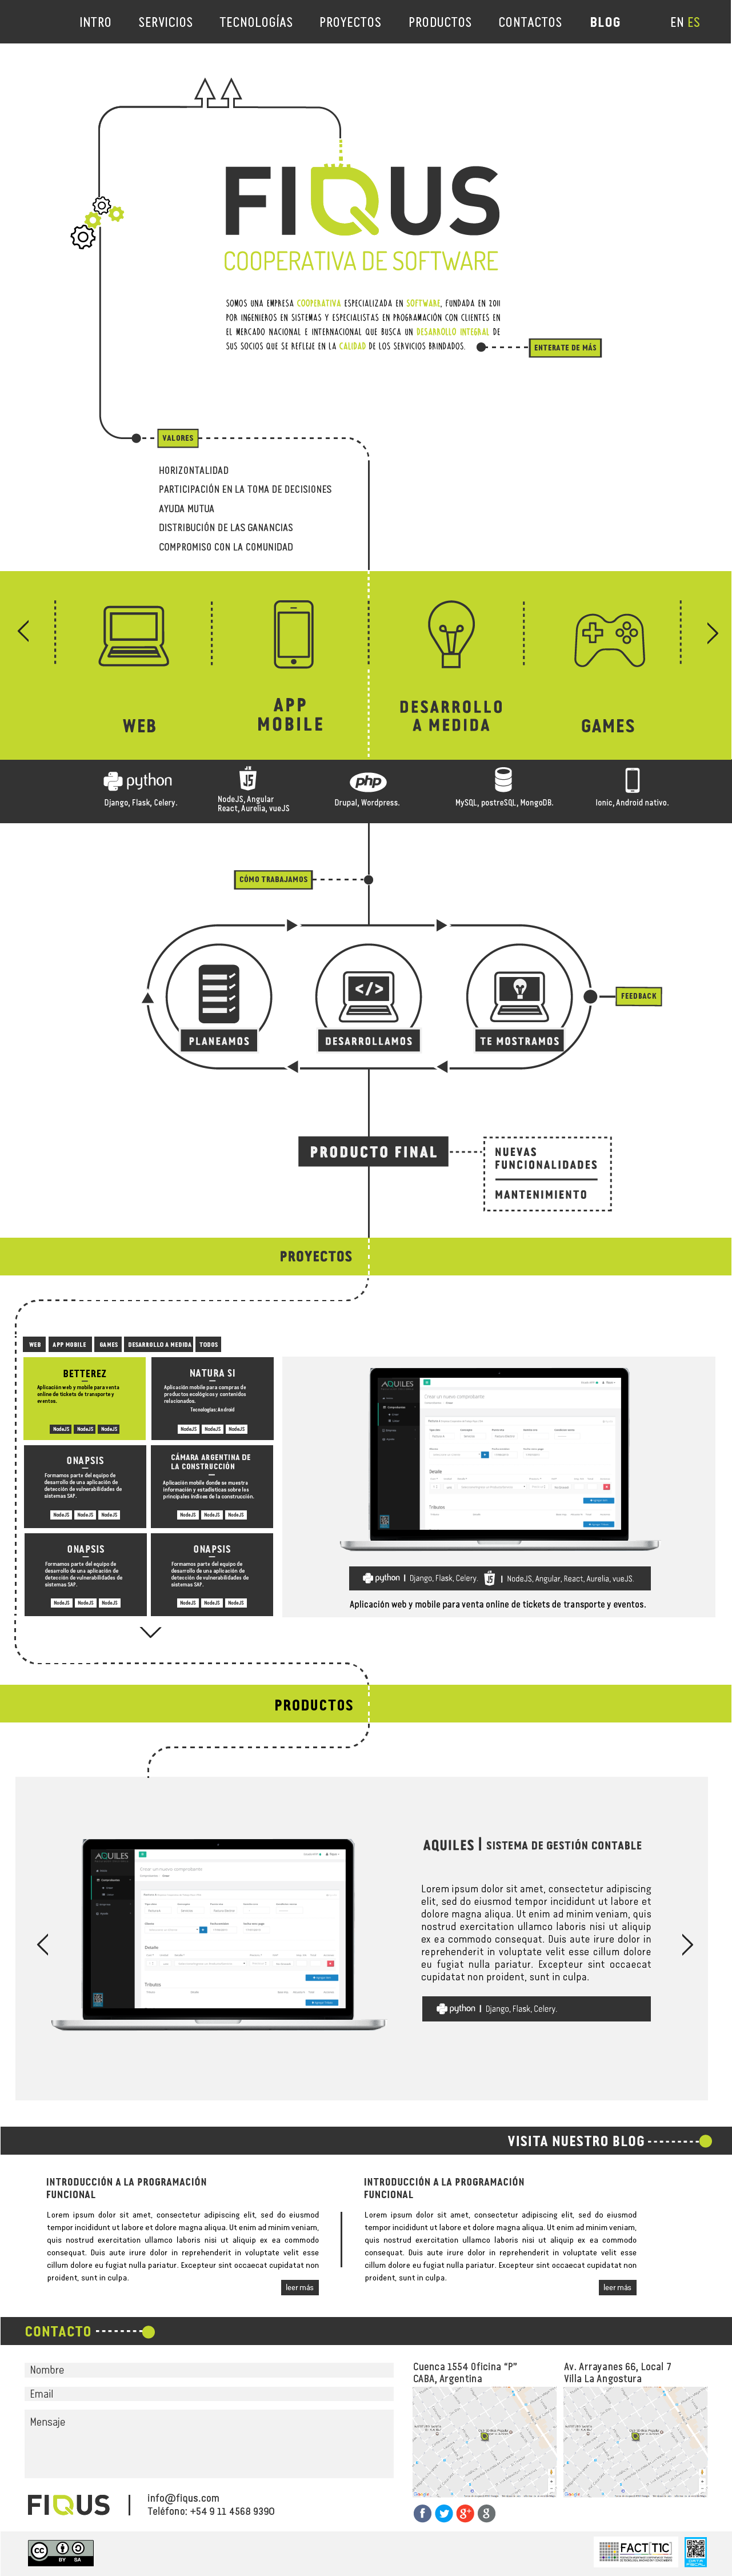 INTRO SERVICIOS TECNOLOGÍAS PROYECTOS PRODUCTOS CONTACTOS BLOG EN ES
FIQUS
COOPERATIVA DE SOFTWARE
SOMOS UNA EMPRESA COOPERATIVA ESPECIALIZADA EN SOFTWARE, FUNDADA EN 2011
POR INGENIEROS EN SISTEMAS Y ESPECIALISTAS EN PROGRAMACIÓN CON CLIENTES EN
EL MERCADO NACIONAL E INTERNACIONAL QUE BUSCA UN DESARROLLO INTEGRAL DE
SUS SOCIOS QUE SE REFLEJE EN LA CALIDAD DE LOS SERVICIOS BRINDADOS.
ENTERATE DE MÁS
VALORES
HORIZONTALIDAD
PARTICIPACIÓN EN LA TOMA DE DECISIONES
AYUDA MUTUA
DISTRIBUCIÓN DE LAS GANANCIAS
COMPROMISO CON LA COMUNIDAD
WEB
APP
MOBILE
DESARROLLO
A MEDIDA
GAMES
python
Django, Flask, Celery.
JS
NodeJS, Angular
React, Aurelia, vueJS
php
Drupal, Wordpress.
MySQL, postreSQL, MongoDB.
Ionic, Android nativo.
CÓMO TRABAJAMOS
PLANEAMOS
</>
DESARROLLAMOS
TE MOSTRAMOS
FEEDBACK
PRODUCTO FINAL
NUEVAS
FUNCIONALIDADES
MANTENIMIENTO
PROYECTOS
WEB APP MOBILE GAMES DESARROLLO A MEDIDA TODOS
BETTEREZ
Aplicación web y mobile para venta
online de tickets de transporte y
eventos.
NodeJS NodeJS NodeJS
NATURA SI
Aplicación mobile para compras de
productos ecológicos y contenidos
relacionados.
Tecnologías: Android
NodeJS NodeJS NodeJS
ONAPSIS
Formamos parte del equipo de
desarrollo de una aplicación de
detección de vulnerabilidades de
sistemas SAP.
NodeJS NodeJS NodeJS
CÁMARA ARGENTINA DE
LA CONSTRUCCIÓN
Aplicación mobile donde se muestra
información y estadísticas sobre los
principales índices de la construcción.
NodeJS NodeJS NodeJS
ONAPSIS
Formamos parte del equipo de
desarrollo de una aplicación de
detección de vulnerabilidades de
sistemas SAP.
NodeJS NodeJS NodeJS
ONAPSIS
Formamos parte del equipo de
desarrollo de una aplicación de
detección de vulnerabilidades de
sistemas SAP.
NodeJS NodeJS NodeJS
AQUILES
Crear un nuevo comprobante
Detalle
Tributos
python | Django, Flask, Celery. JS | NodeJS, Angular, React, Aurelia, vueJS.
Aplicación web y mobile para venta online de tickets de transporte y eventos.
PRODUCTOS
AQUILES
Crear un nuevo comprobante
Detalle
Tributos
AQUILES | SISTEMA DE GESTIÓN CONTABLE
Lorem ipsum dolor sit amet, consectetur adipiscing
elit, sed do eiusmod tempor incididunt ut labore et
dolore magna aliqua. Ut enim ad minim veniam, quis
nostrud exercitation ullamco laboris nisi ut aliquip
ex ea commodo consequat. Duis aute irure dolor in
reprehenderit in voluptate velit esse cillum dolore
eu fugiat nulla pariatur. Excepteur sint occaecat
cupidatat non proident, sunt in culpa.
python | Django, Flask, Celery.
VISITA NUESTRO BLOG
INTRODUCCIÓN A LA PROGRAMACIÓN
FUNCIONAL
Lorem ipsum dolor sit amet, consectetur adipiscing elit, sed do eiusmod
tempor incididunt ut labore et dolore magna aliqua. Ut enim ad minim veniam,
quis nostrud exercitation ullamco laboris nisi ut aliquip ex ea commodo
consequat. Duis aute irure dolor in reprehenderit in voluptate velit esse
cillum dolore eu fugiat nulla pariatur. Excepteur sint occaecat cupidatat non
proident, sunt in culpa.
leer más
INTRODUCCIÓN A LA PROGRAMACIÓN
FUNCIONAL
Lorem ipsum dolor sit amet, consectetur adipiscing elit, sed do eiusmod
tempor incididunt ut labore et dolore magna aliqua. Ut enim ad minim veniam,
quis nostrud exercitation ullamco laboris nisi ut aliquip ex ea commodo
consequat. Duis aute irure dolor in reprehenderit in voluptate velit esse
cillum dolore eu fugiat nulla pariatur. Excepteur sint occaecat cupidatat non
proident, sunt in culpa.
leer más
CONTACTO
Nombre
Email
Mensaje
Cuenca 1554 Oficina "P"
CABA, Argentina
Av. Arrayanes 66, Local 7
Villa La Angostura
FIQUS
info@fiqus.com
Teléfono: +54 9 11 4568 9390
f g+ g
cc BY SA
FACTTIC
DATA FISCAL